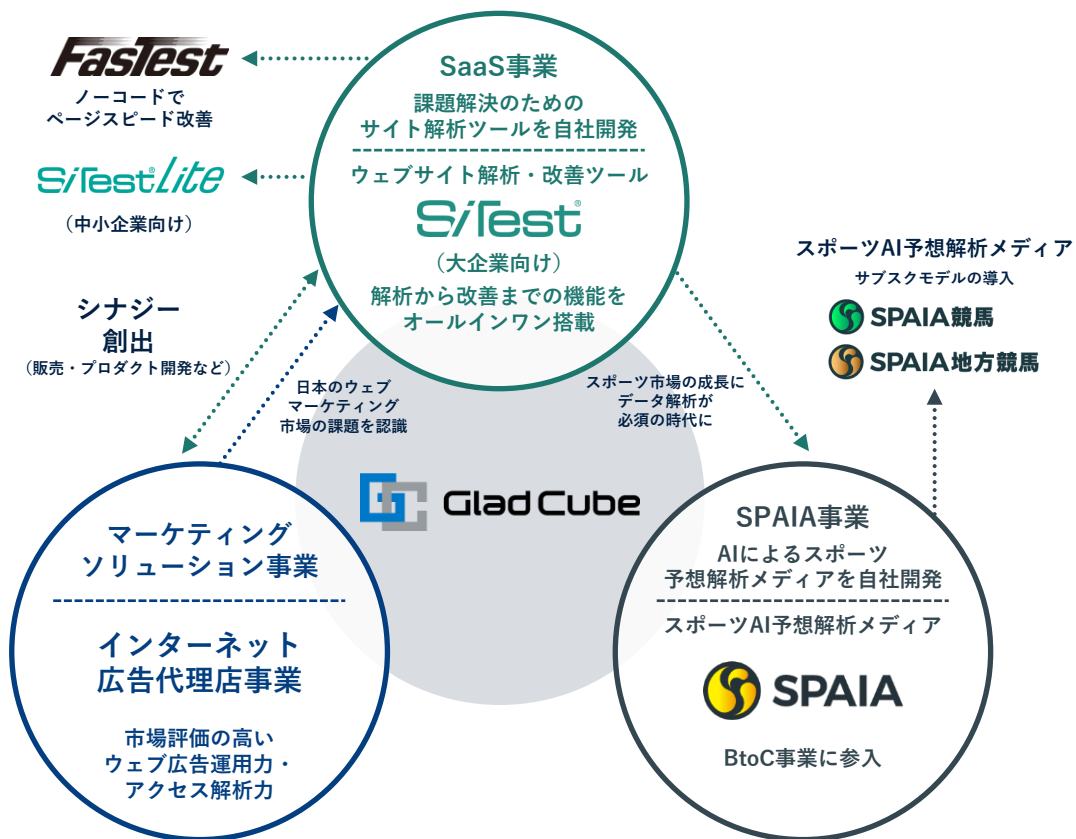 FasTest
ノーコードで
ページスピード改善
SiTest® Lite
（中小企業向け）
SaaS事業
課題解決のための
サイト解析ツールを自社開発
ウェブサイト解析・改善ツール
SiTest®
（大企業向け）
解析から改善までの機能を
オールインワン搭載
スポーツAI予想解析メディア
サブスクモデルの導入
SPAIA競馬
SPAIA地方競馬
シナジー
創出
（販売・プロダクト開発など）
日本のウェブ
マーケティング
市場の課題を認識
スポーツ市場の成長に
データ解析が
必須の時代に
Glad Cube
マーケティング
ソリューション事業
インターネット
広告代理店事業
市場評価の高い
ウェブ広告運用力・
アクセス解析力
SPAIA事業
AIによるスポーツ
予想解析メディアを自社開発
スポーツAI予想解析メディア
SPAIA
BtoC事業に参入